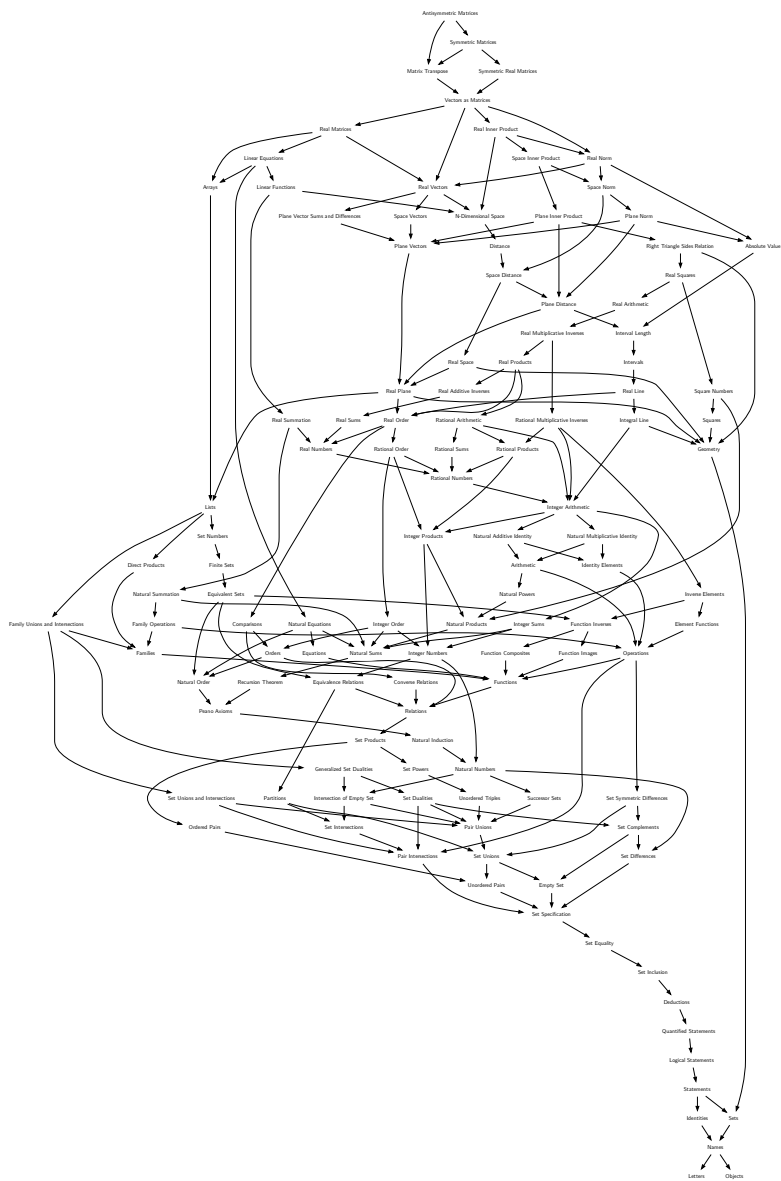 Antisymmetric Matrices
Symmetric Matrices
Matrix Transpose
Symmetric Real Matrices
Vectors as Matrices
Real Matrices
Real Inner Product
Linear Equations
Space Inner Product
Real Norm
Arrays
Linear Functions
Real Vectors
Space Norm
Plane Vector Sums and Differences
Space Vectors
N-Dimensional Space
Plane Inner Product
Plane Norm
Plane Vectors
Distance
Right Triangle Sides Relation
Absolute Value
Space Distance
Real Squares
Plane Distance
Real Arithmetic
Real Multiplicative Inverses
Interval Length
Real Space
Real Products
Intervals
Real Plane
Real Additive Inverses
Real Line
Square Numbers
Real Summation
Real Sums
Real Order
Rational Arithmetic
Rational Multiplicative Inverses
Integral Line
Squares
Real Numbers
Rational Order
Rational Sums
Rational Products
Geometry
Rational Numbers
Lists
Integer Arithmetic
Set Numbers
Integer Products
Natural Additive Identity
Natural Multiplicative Identity
Direct Products
Finite Sets
Arithmetic
Identity Elements
Natural Summation
Equivalent Sets
Natural Powers
Inverse Elements
Family Unions and Intersections
Family Operations
Comparisons
Natural Equations
Integer Order
Natural Products
Integer Sums
Function Inverses
Element Functions
Families
Orders
Equations
Natural Sums
Integer Numbers
Function Composites
Function Images
Operations
Natural Order
Recursion Theorem
Equivalence Relations
Converse Relations
Functions
Peano Axioms
Relations
Set Products
Natural Induction
Generalized Set Dualities
Set Powers
Natural Numbers
Set Unions and Intersections
Partitions
Intersection of Empty Set
Set Dualities
Unordered Triples
Successor Sets
Set Symmetric Differences
Ordered Pairs
Set Intersections
Pair Unions
Set Complements
Pair Intersections
Set Unions
Set Differences
Unordered Pairs
Empty Set
Set Specification
Set Equality
Set Inclusion
Deductions
Quantified Statements
Logical Statements
Statements
Identities
Sets
Names
Letters
Objects